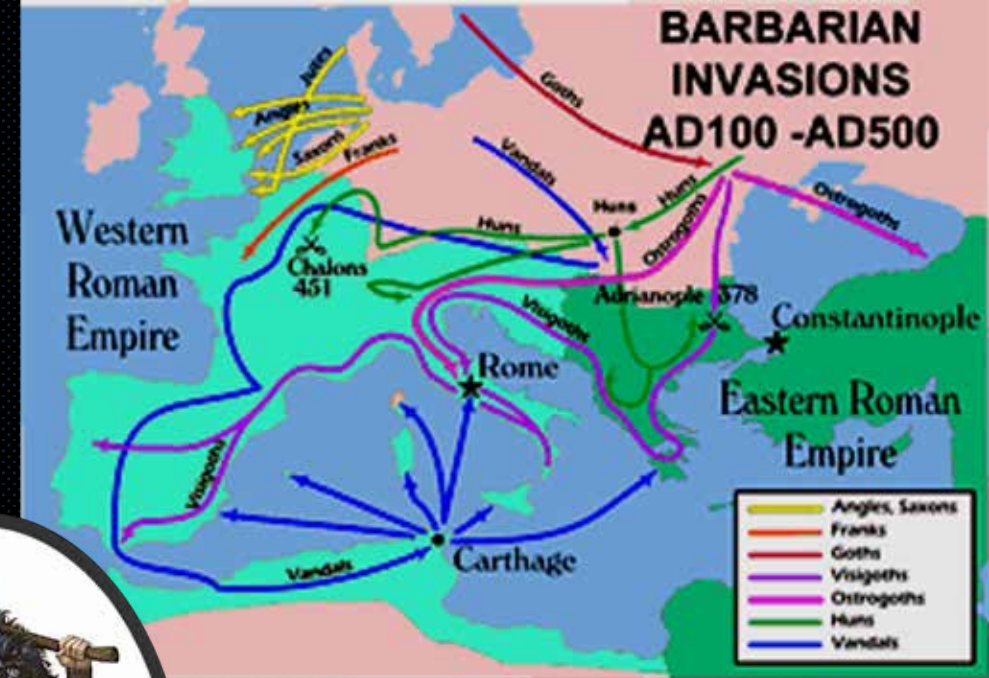 BARBARIAN
INVASIONS
AD100 -AD500
Jutes
Angles
Saxons
Franks
Goths
Vandals
Huns
Huns
Huns
Ostrogoths
Ostrogoths
Western
Roman
Empire
Chalons
451
Adrianople 378
Visigoths
Constantinople
Rome
Eastern Roman
Empire
Visigoths
Vandals
Carthage
Angles, Saxons
Franks
Goths
Visigoths
Ostrogoths
Huns
Vandals